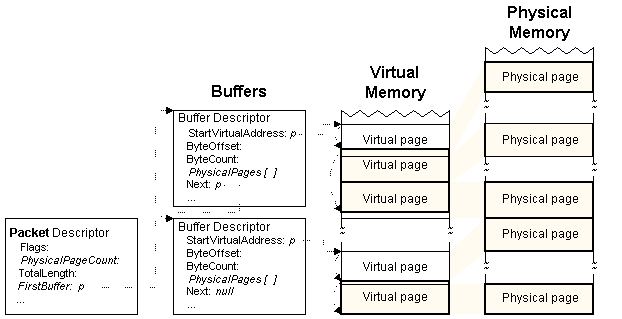 Physical
Memory
Virtual
Memory
Buffers
Buffer Descriptor
StartVirtualAddress: p
ByteOffset:
ByteCount:
PhysicalPages [ ]
Next: p
...
Buffer Descriptor
StartVirtualAddress: p
ByteOffset:
ByteCount:
PhysicalPages [ ]
Next: null
...
Packet Descriptor
Flags:
PhysicalPageCount:
TotalLength:
FirstBuffer: p
...
Virtual page
Virtual page
Virtual page
Virtual page
Virtual page
Physical page
Physical page
Physical page
Physical page
Physical page